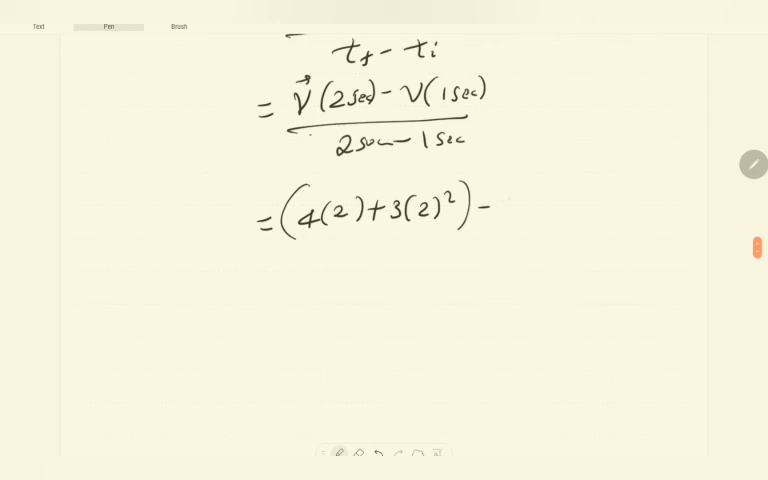 Text Pen Brush
t_f - t_i
= v⃗(2sec) - v(1sec)
2sec - 1sec
= (4(2)+3(2)²) -